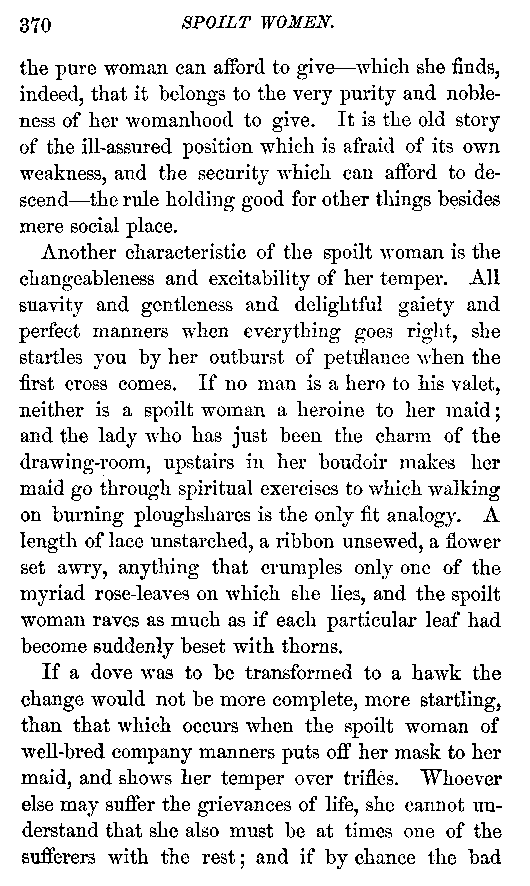 370 SPOILT WOMEN.
the pure woman can afford to give—which she finds,
indeed, that it belongs to the very purity and noble-
ness of her womanhood to give. It is the old story
of the ill-assured position which is afraid of its own
weakness, and the security which can afford to de-
scend—the rule holding good for other things besides
mere social place.
Another characteristic of the spoilt woman is the
changeableness and excitability of her temper. All
suavity and gentleness and delightful gaiety and
perfect manners when everything goes right, she
startles you by her outburst of petulance when the
first cross comes. If no man is a hero to his valet,
neither is a spoilt woman a heroine to her maid;
and the lady who has just been the charm of the
drawing-room, upstairs in her boudoir makes her
maid go through spiritual exercises to which walking
on burning ploughshares is the only fit analogy. A
length of lace unstarched, a ribbon unsewed, a flower
set awry, anything that crumples only one of the
myriad rose-leaves on which she lies, and the spoilt
woman raves as much as if each particular leaf had
become suddenly beset with thorns.
If a dove was to be transformed to a hawk the
change would not be more complete, more startling,
than that which occurs when the spoilt woman of
well-bred company manners puts off her mask to her
maid, and shows her temper over trifles. Whoever
else may suffer the grievances of life, she cannot un-
derstand that she also must be at times one of the
sufferers with the rest; and if by chance the bad